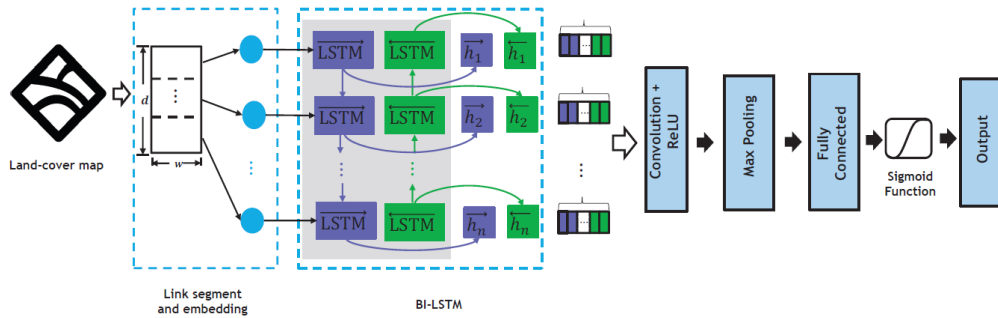 Land-cover map
d
⋮
w
⋮
Link segment
and embedding
LSTM LSTM h₁ h₁
LSTM LSTM h₂ h₂
⋮ ⋮
LSTM LSTM hₙ hₙ
BI-LSTM
...
...
⋮
...
Convolution +
ReLU
Max Pooling
Fully
Connected
Sigmoid
Function
Output